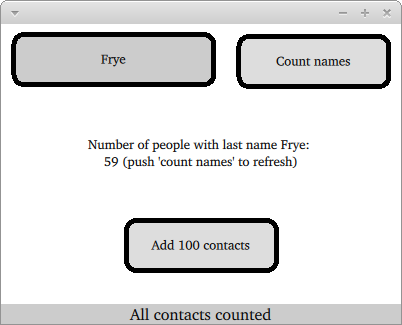 Frye
Count names
Number of people with last name Frye:
59 (push 'count names' to refresh)
Add 100 contacts
All contacts counted